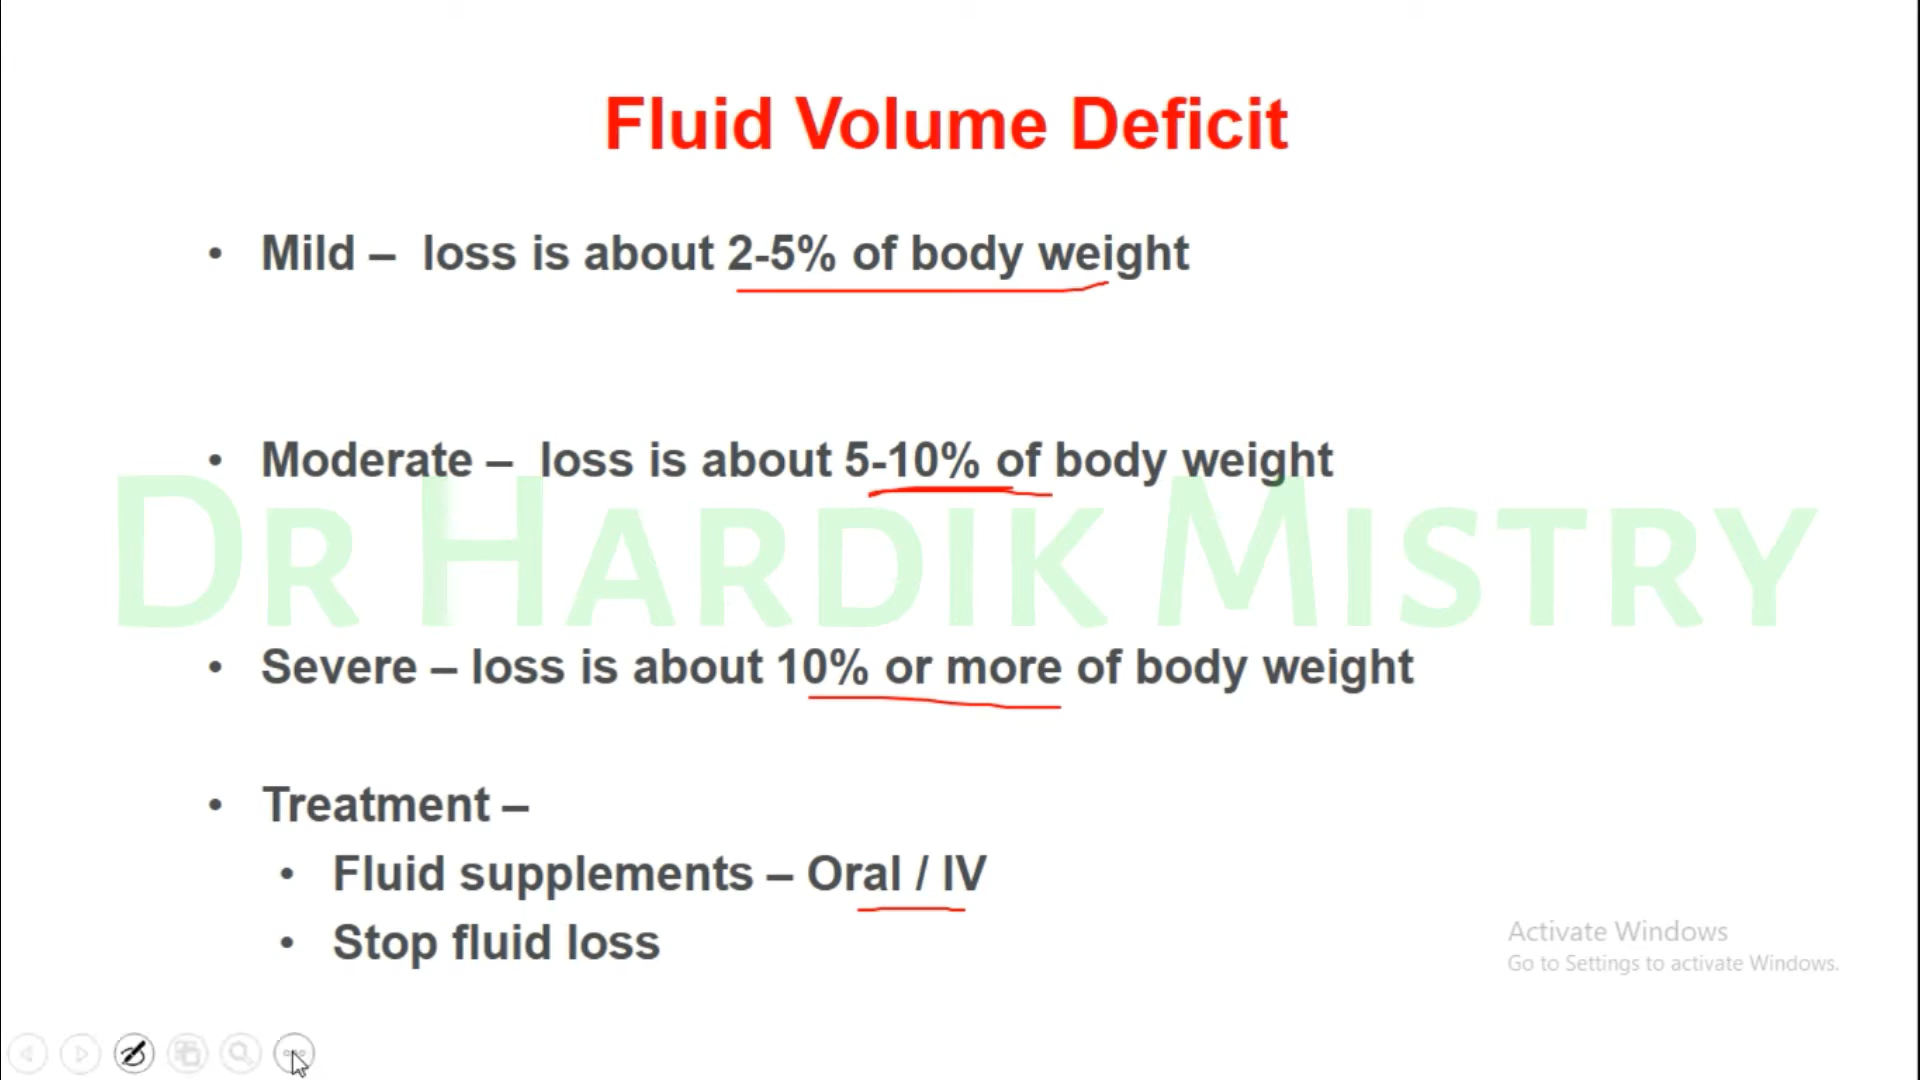 Fluid Volume Deficit
• Mild – loss is about 2-5% of body weight
• Moderate – loss is about 5-10% of body weight
Dr Hardik Mistry
• Severe – loss is about 10% or more of body weight
• Treatment –
• Fluid supplements – Oral / IV
• Stop fluid loss
Activate Windows
Go to Settings to activate Windows.